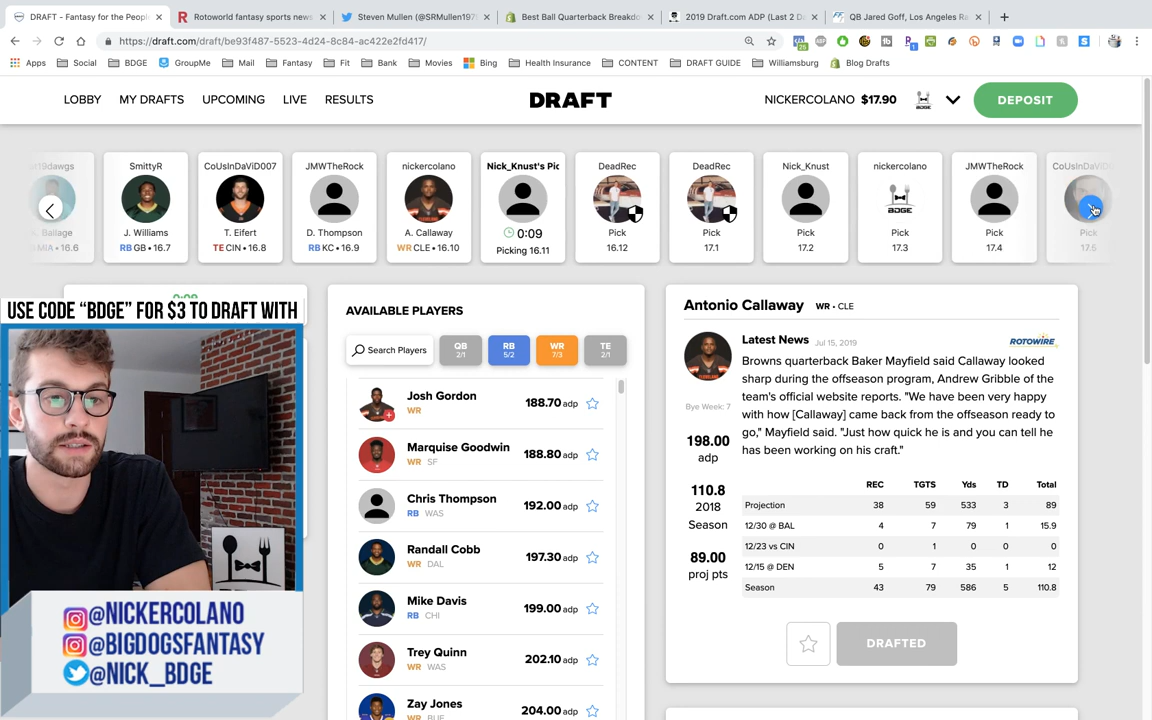 DRAFT - Fantasy for the Peopl
Rotoworld fantasy sports news
Steven Mullen (@SRMullen197
Best Ball Quarterback Breakdo
2019 Draft.com ADP (Last 2 D
QB Jared Goff, Los Angeles Ra
https://draft.com/draft/be93f487-5523-4d24-8c84-ac422e2fd417/
Apps
Social
BDGE
GroupMe
Mail
Fantasy
Fit
Bank
Movies
Bing
Health Insurance
CONTENT
DRAFT GUIDE
Williamsburg
Blog Drafts
LOBBY
MY DRAFTS
UPCOMING
LIVE
RESULTS
DRAFT
NICKERCOLANO $17.90
BDGE
DEPOSIT
SmittyR
CoUsInDaViD007
JMWTheRock
nickercolano
Nick_Knust's Pic
DeadRec
DeadRec
Nick_Knust
nickercolano
JMWTheRock
BDGE
J. Williams
T. Eifert
D. Thompson
A. Callaway
0:09
Pick
Pick
Pick
Pick
Pick
Pick
MIA • 16.6
RB GB • 16.7
TE CIN • 16.8
RB KC • 16.9
WR CLE • 16.10
Picking 16.11
16.12
17.1
17.2
17.3
17.4
17.5
USE CODE “BDGE” FOR $3 TO DRAFT WITH
BDGE
@NICKERCOLANO
@BIGDOGSFANTASY
@NICK_BDGE
AVAILABLE PLAYERS
Search Players
QB
2/1
RB
5/2
WR
7/3
TE
2/1
Josh Gordon
WR
188.70 adp
Marquise Goodwin
WR SF
188.80 adp
Chris Thompson
RB WAS
192.00 adp
Randall Cobb
WR DAL
197.30 adp
Mike Davis
RB CHI
199.00 adp
Trey Quinn
WR WAS
202.10 adp
Zay Jones
WR BUF
204.00 adp
Antonio Callaway WR • CLE
Latest News Jul 15, 2019
ROTOWIRE
Browns quarterback Baker Mayfield said Callaway looked
sharp during the offseason program, Andrew Gribble of the
team's official website reports. "We have been very happy
with how [Callaway] came back from the offseason ready to
go," Mayfield said. "Just how quick he is and you can tell he
has been working on his craft."
Bye Week: 7
198.00
adp
110.8
2018
Season
89.00
proj pts
REC TGTS Yds TD Total
Projection 38 59 533 3 89
12/30 @ BAL 4 7 79 1 15.9
12/23 vs CIN 0 1 0 0 0
12/15 @ DEN 5 7 35 1 12
Season 43 79 586 5 110.8
DRAFTED